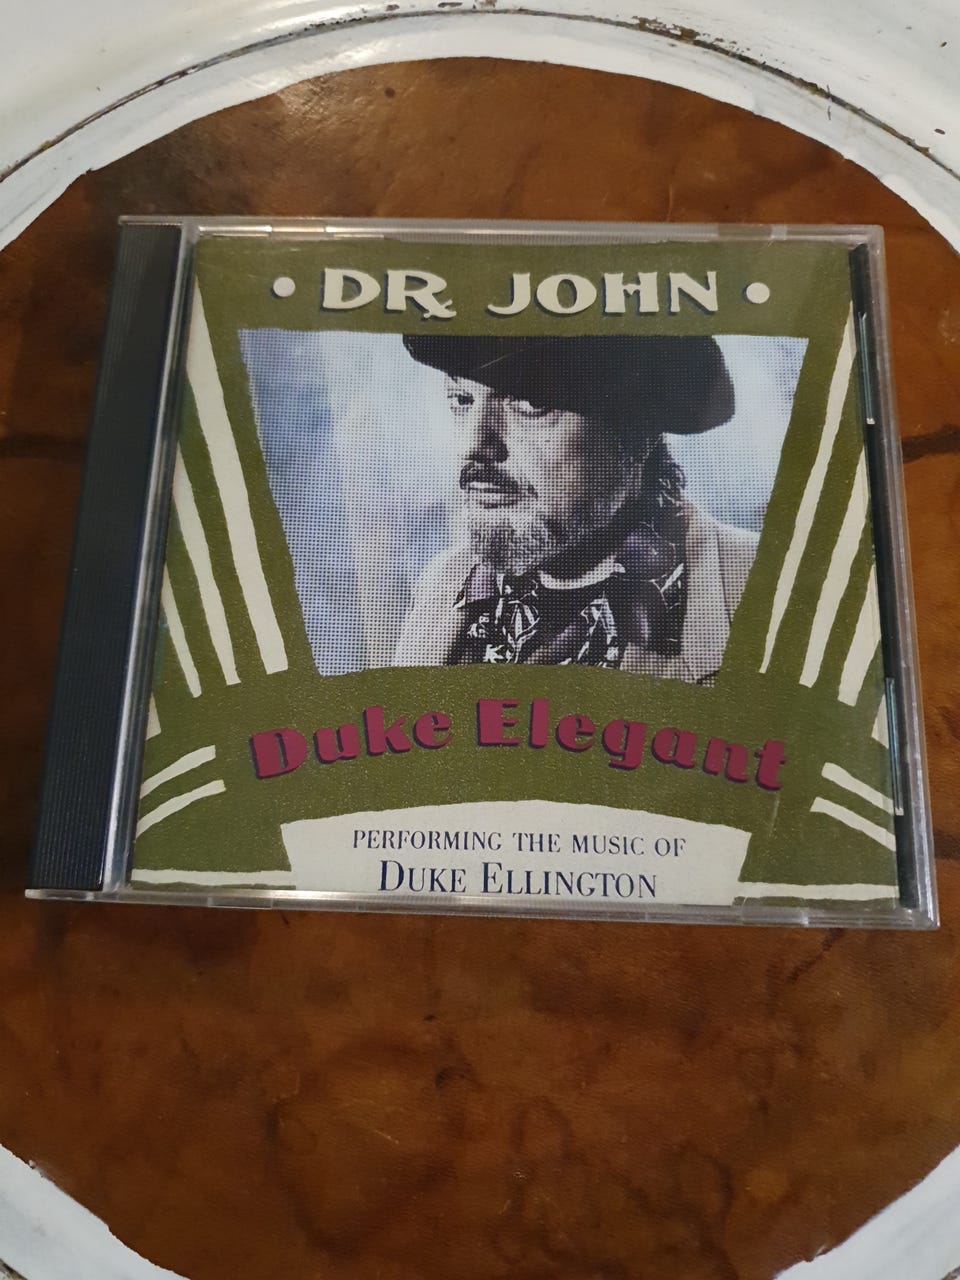 • DR. JOHN •
Duke Elegant
PERFORMING THE MUSIC OF
DUKE ELLINGTON